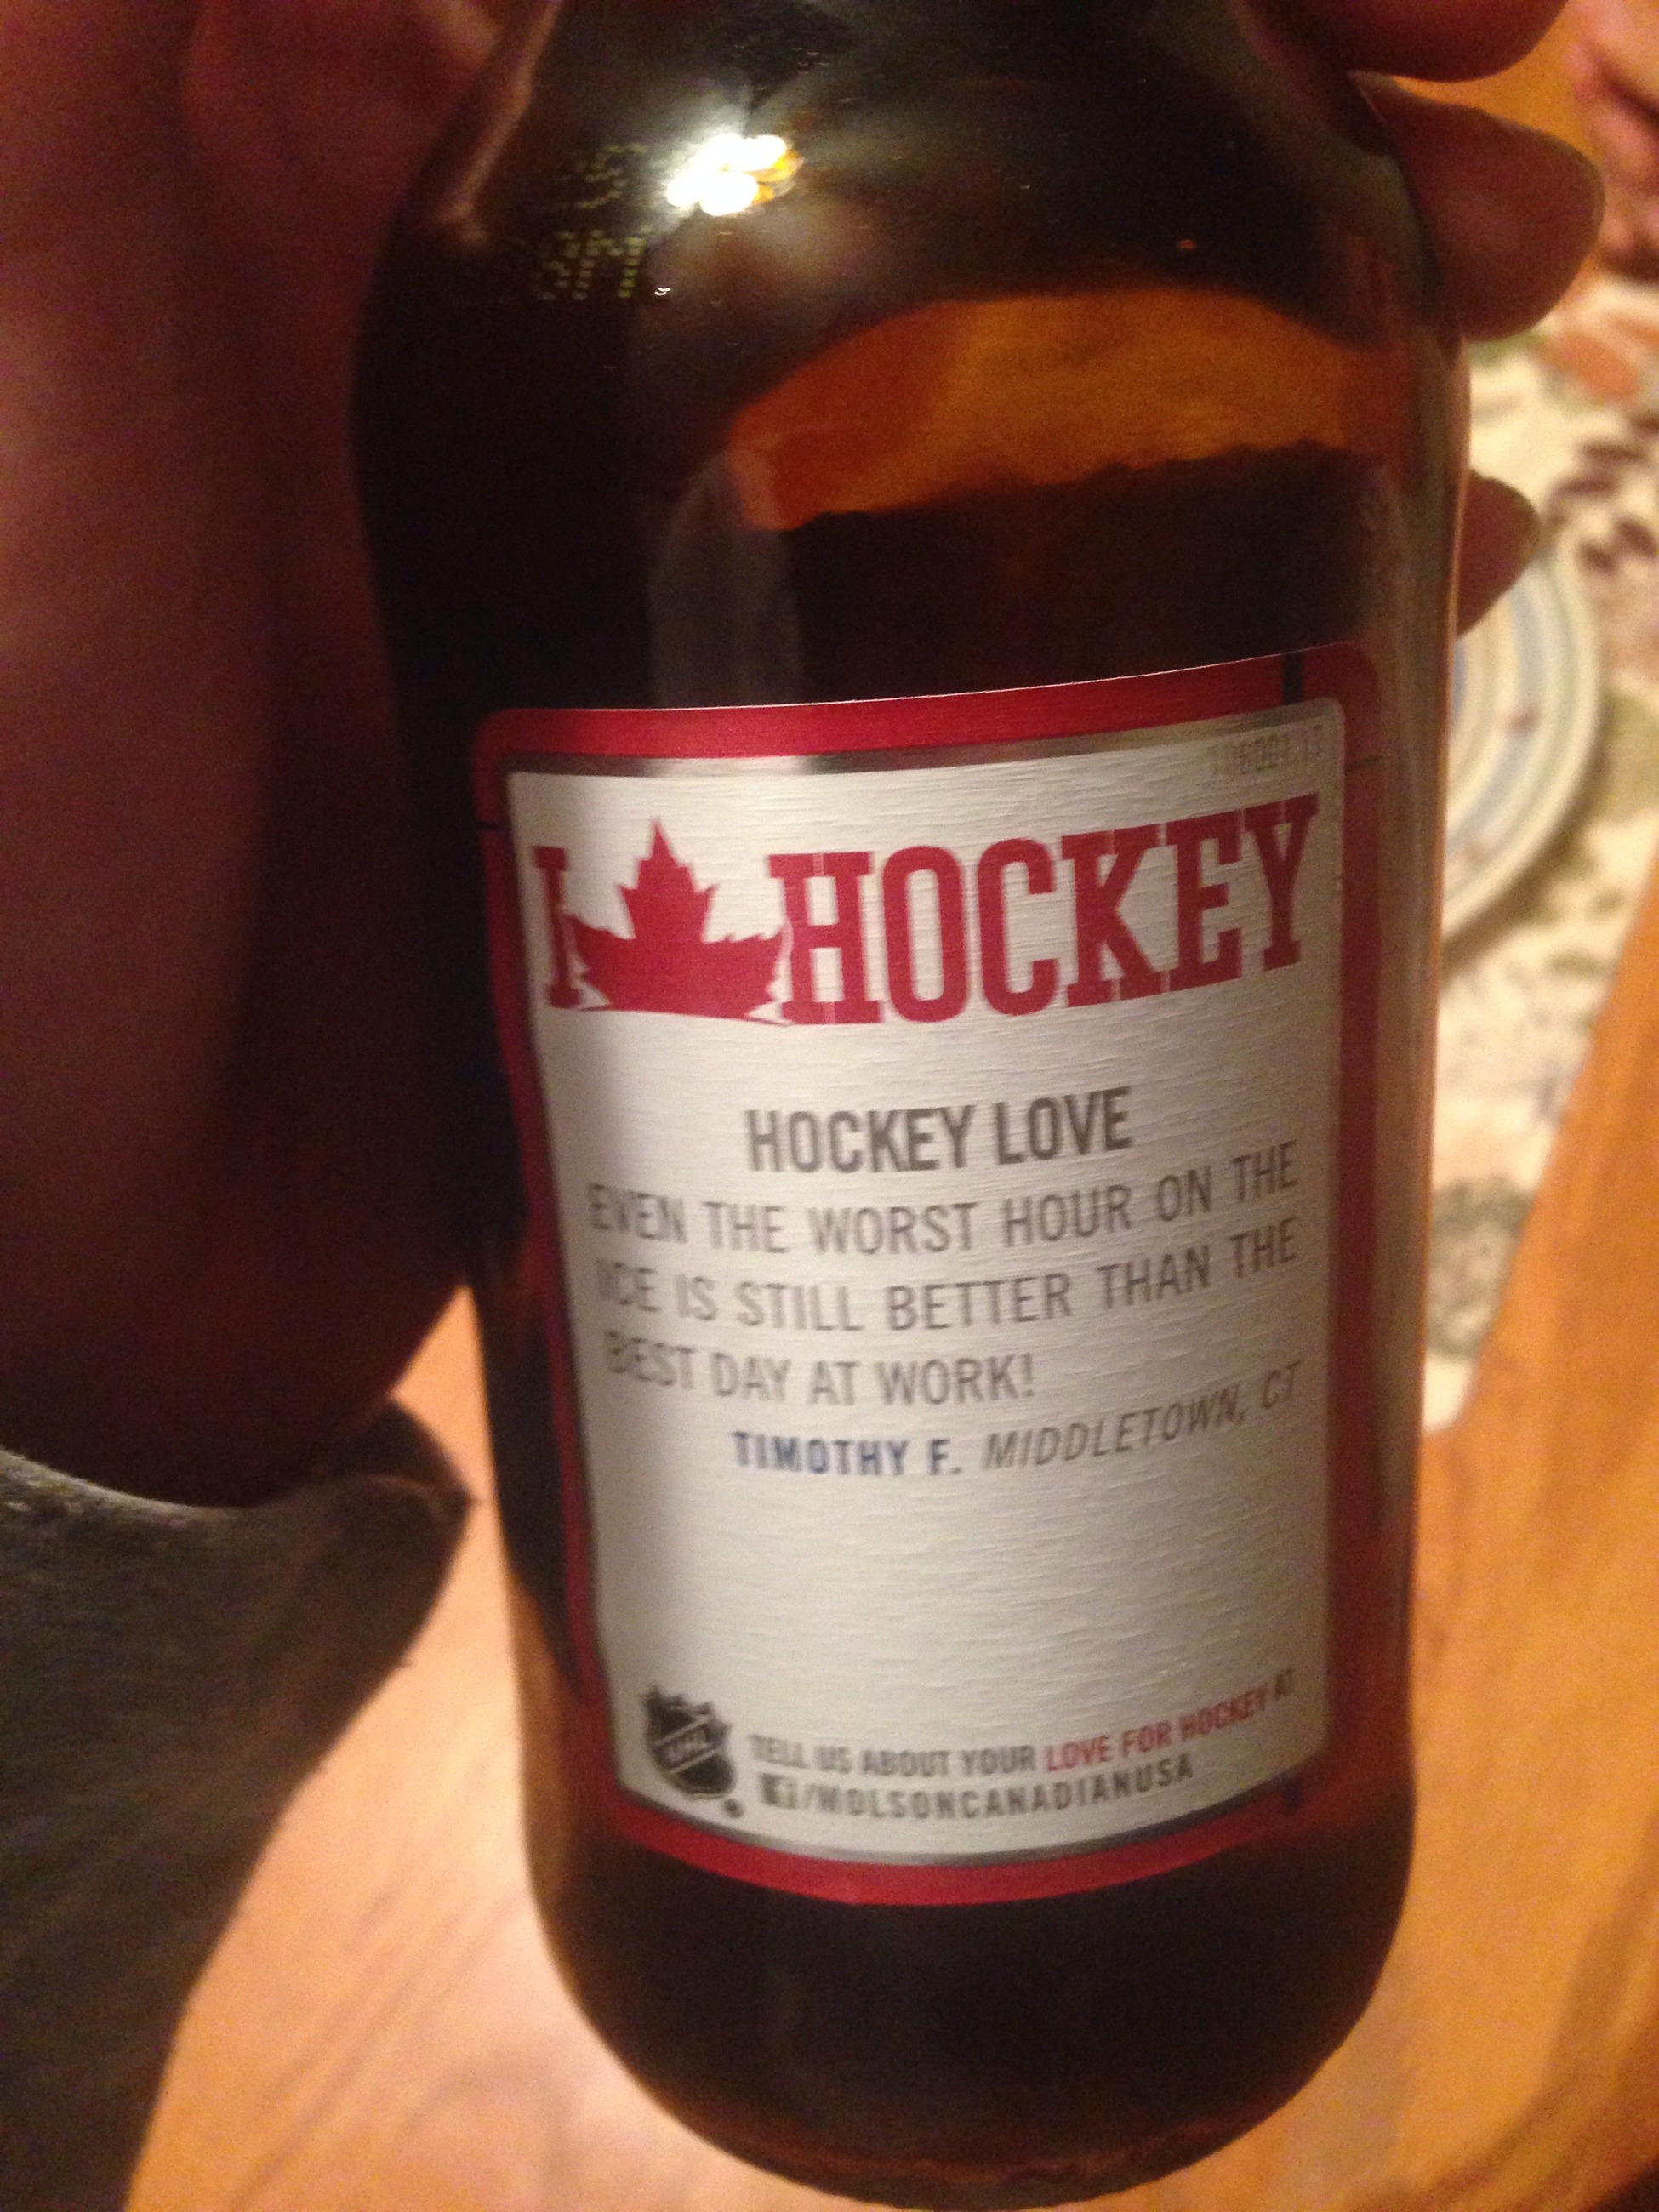 I HOCKEY
HOCKEY LOVE
EVEN THE WORST HOUR ON THE
ICE IS STILL BETTER THAN THE
BEST DAY AT WORK!
TIMOTHY F. MIDDLETOWN, CT
NHL
TELL US ABOUT YOUR LOVE FOR HOCKEY AT
f/MOLSONCANADIANUSA